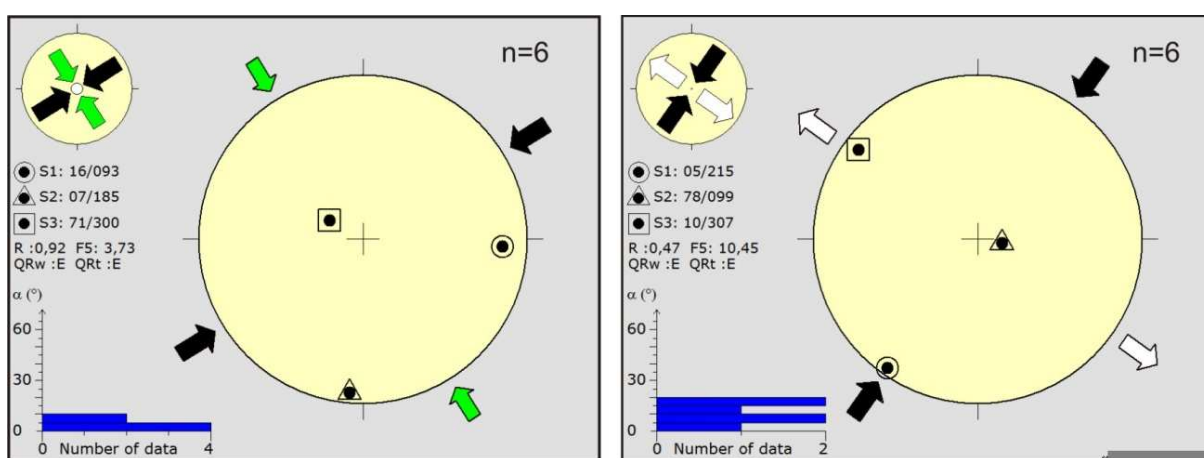 n=6
S1: 16/093
S2: 07/185
S3: 71/300
R :0,92 F5: 3,73
QRw :E QRt :E
α (°)
60
30
0
0 Number of data 4
n=6
S1: 05/215
S2: 78/099
S3: 10/307
R :0,47 F5: 10,45
QRw :E QRt :E
α (°)
60
30
0
0 Number of data 2